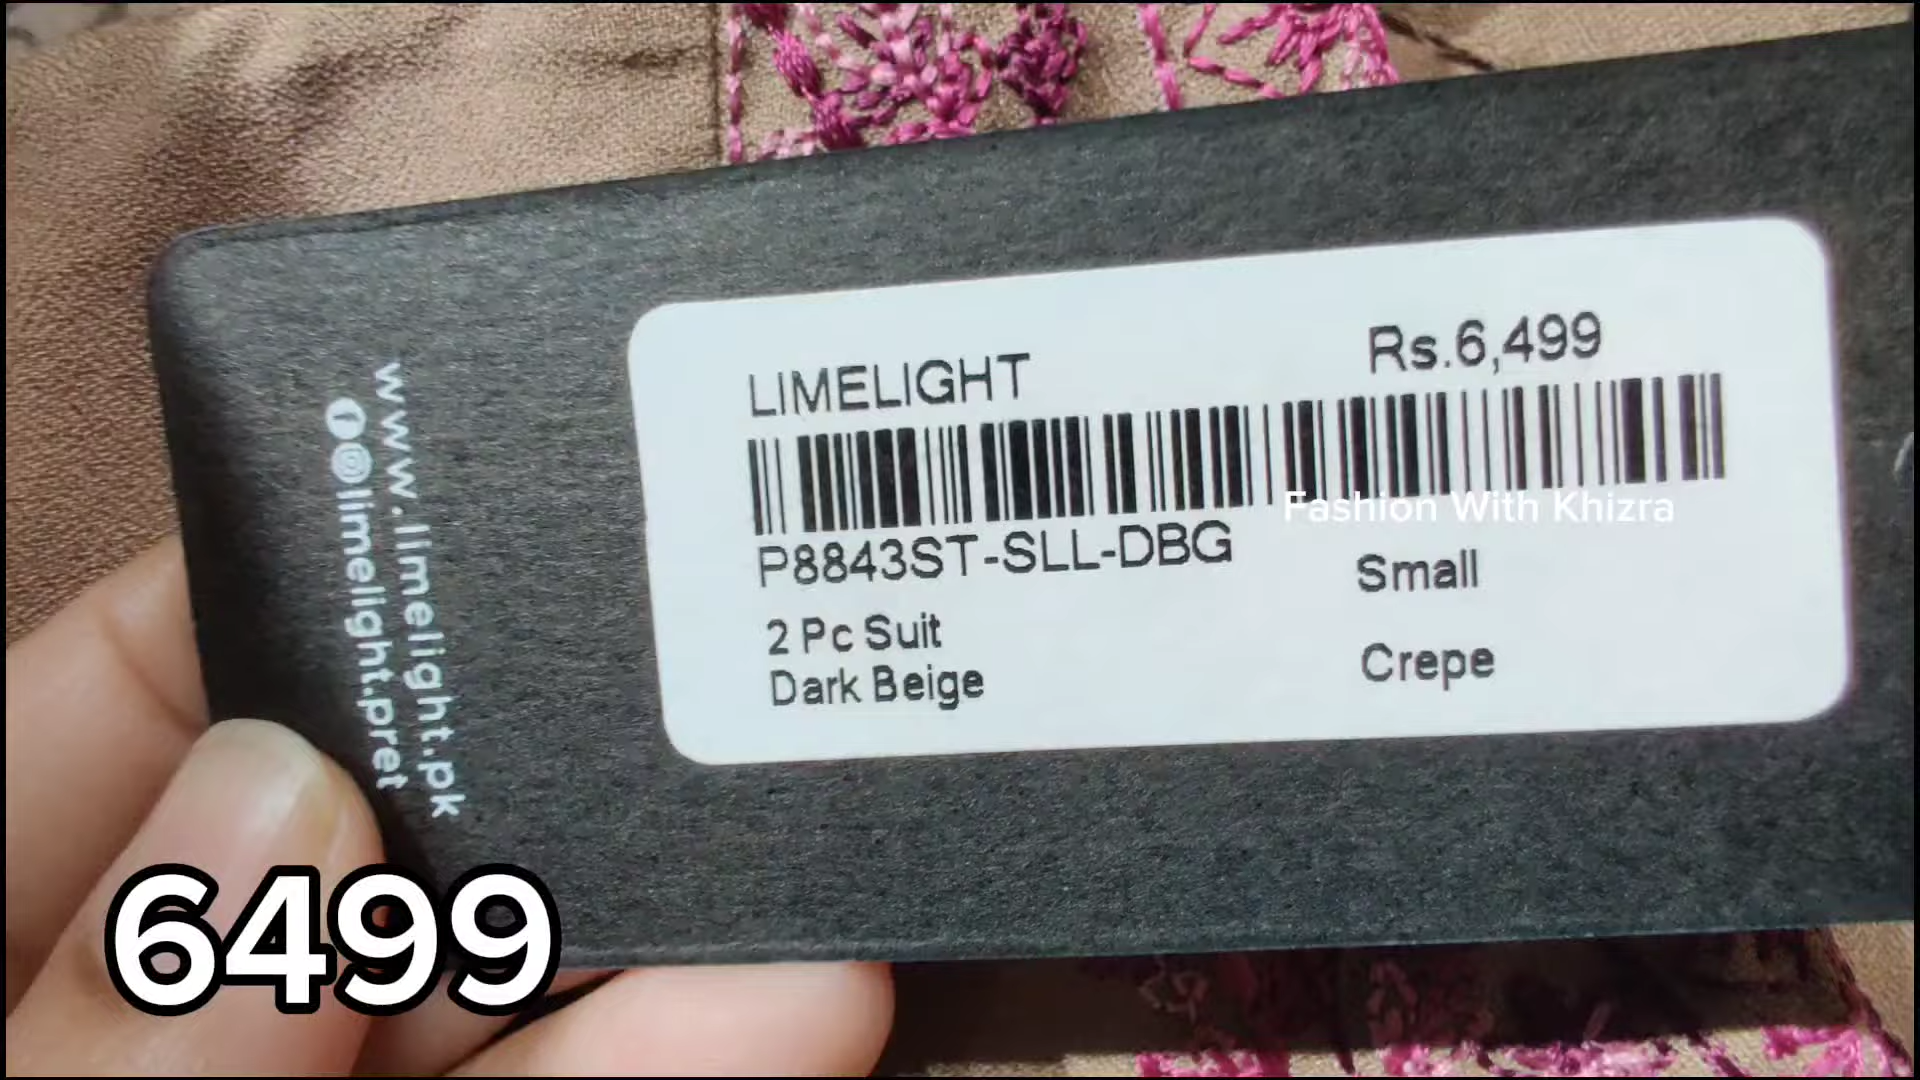 LIMELIGHT
Rs.6,499
P8843ST-SLL-DBG
Small
2 Pc Suit
Dark Beige
Crepe
www.limelight.pk
limelight.pret
Fashion With Khizra
6499